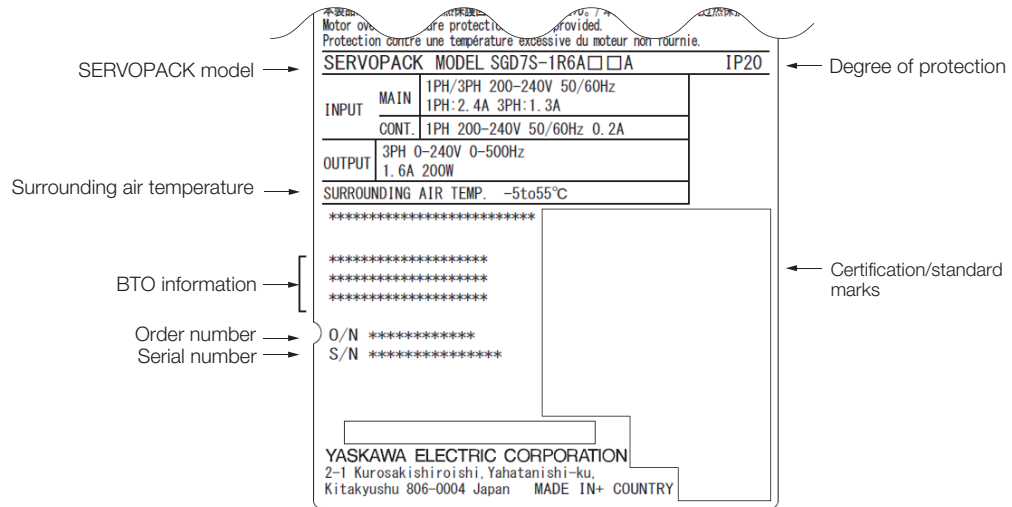 Motor ove re protecti provided.
Protection contre une température excessive du moteur non fournie.
SERVOPACK MODEL SGD7S-1R6A□□A IP20
SERVOPACK model
Degree of protection
INPUT MAIN 1PH/3PH 200-240V 50/60Hz
1PH:2.4A 3PH:1.3A
CONT. 1PH 200-240V 50/60Hz 0.2A
OUTPUT 3PH 0-240V 0-500Hz
1.6A 200W
Surrounding air temperature
SURROUNDING AIR TEMP. -5to55℃
**************************
BTO information
********************
********************
********************
Certification/standard
marks
Order number
O/N ************
Serial number
S/N ***************
YASKAWA ELECTRIC CORPORATION
2-1 Kurosakishiroishi,Yahatanishi-ku,
Kitakyushu 806-0004 Japan MADE IN+ COUNTRY